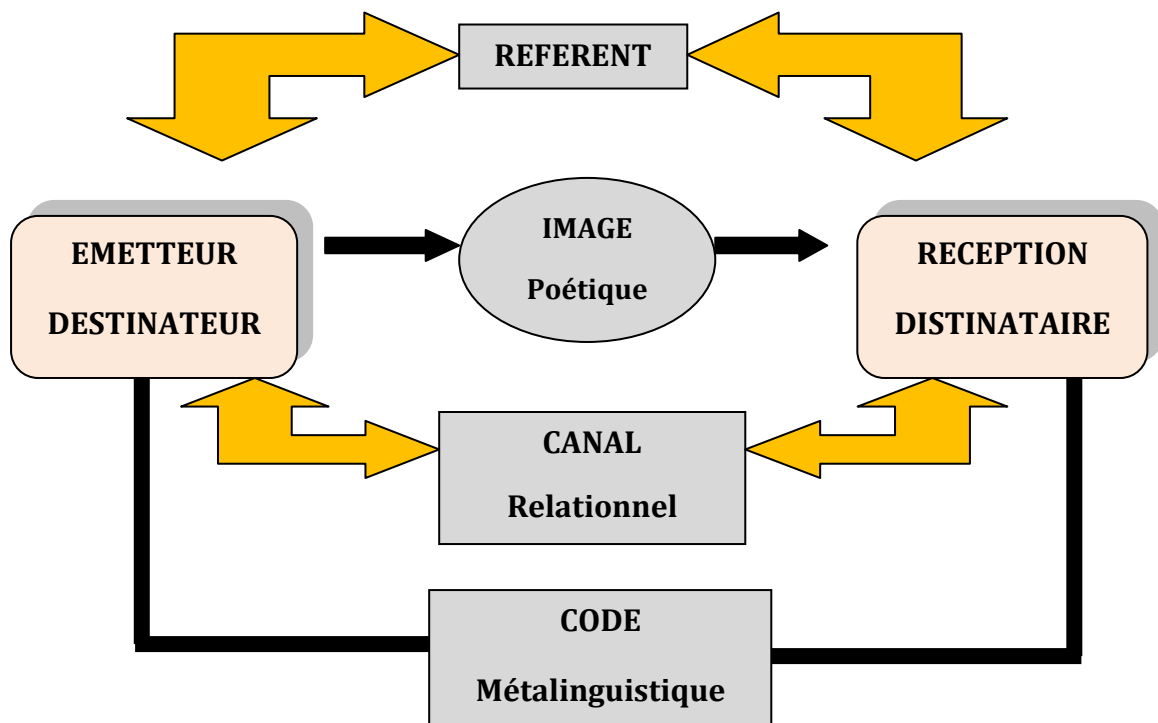 REFERENT
EMETTEUR
DESTINATEUR
IMAGE
Poétique
RECEPTION
DISTINATAIRE
CANAL
Relationnel
CODE
Métalinguistique